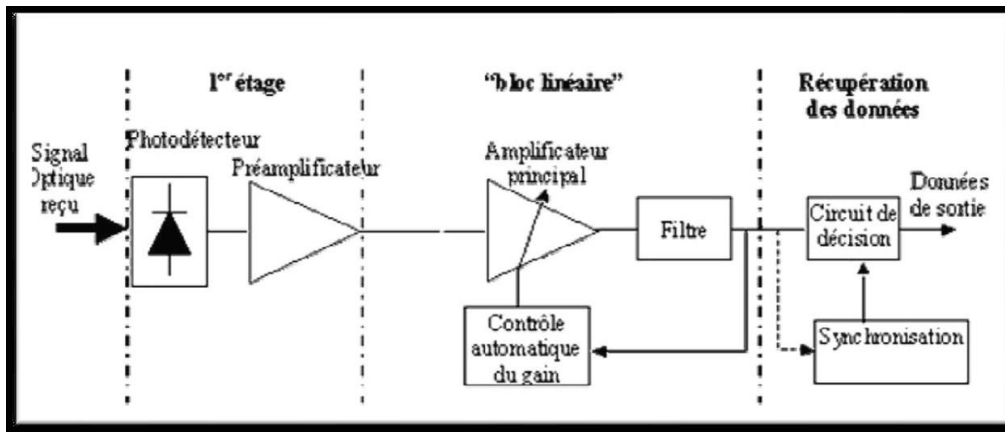 1er étage
"bloc linéaire"
Récupération
des données
Signal
Optique
reçu
Photodétecteur
Préamplificateur
Amplificateur
principal
Filtre
Contrôle
automatique
du gain
Circuit de
décision
Données
de sortie
Synchronisation